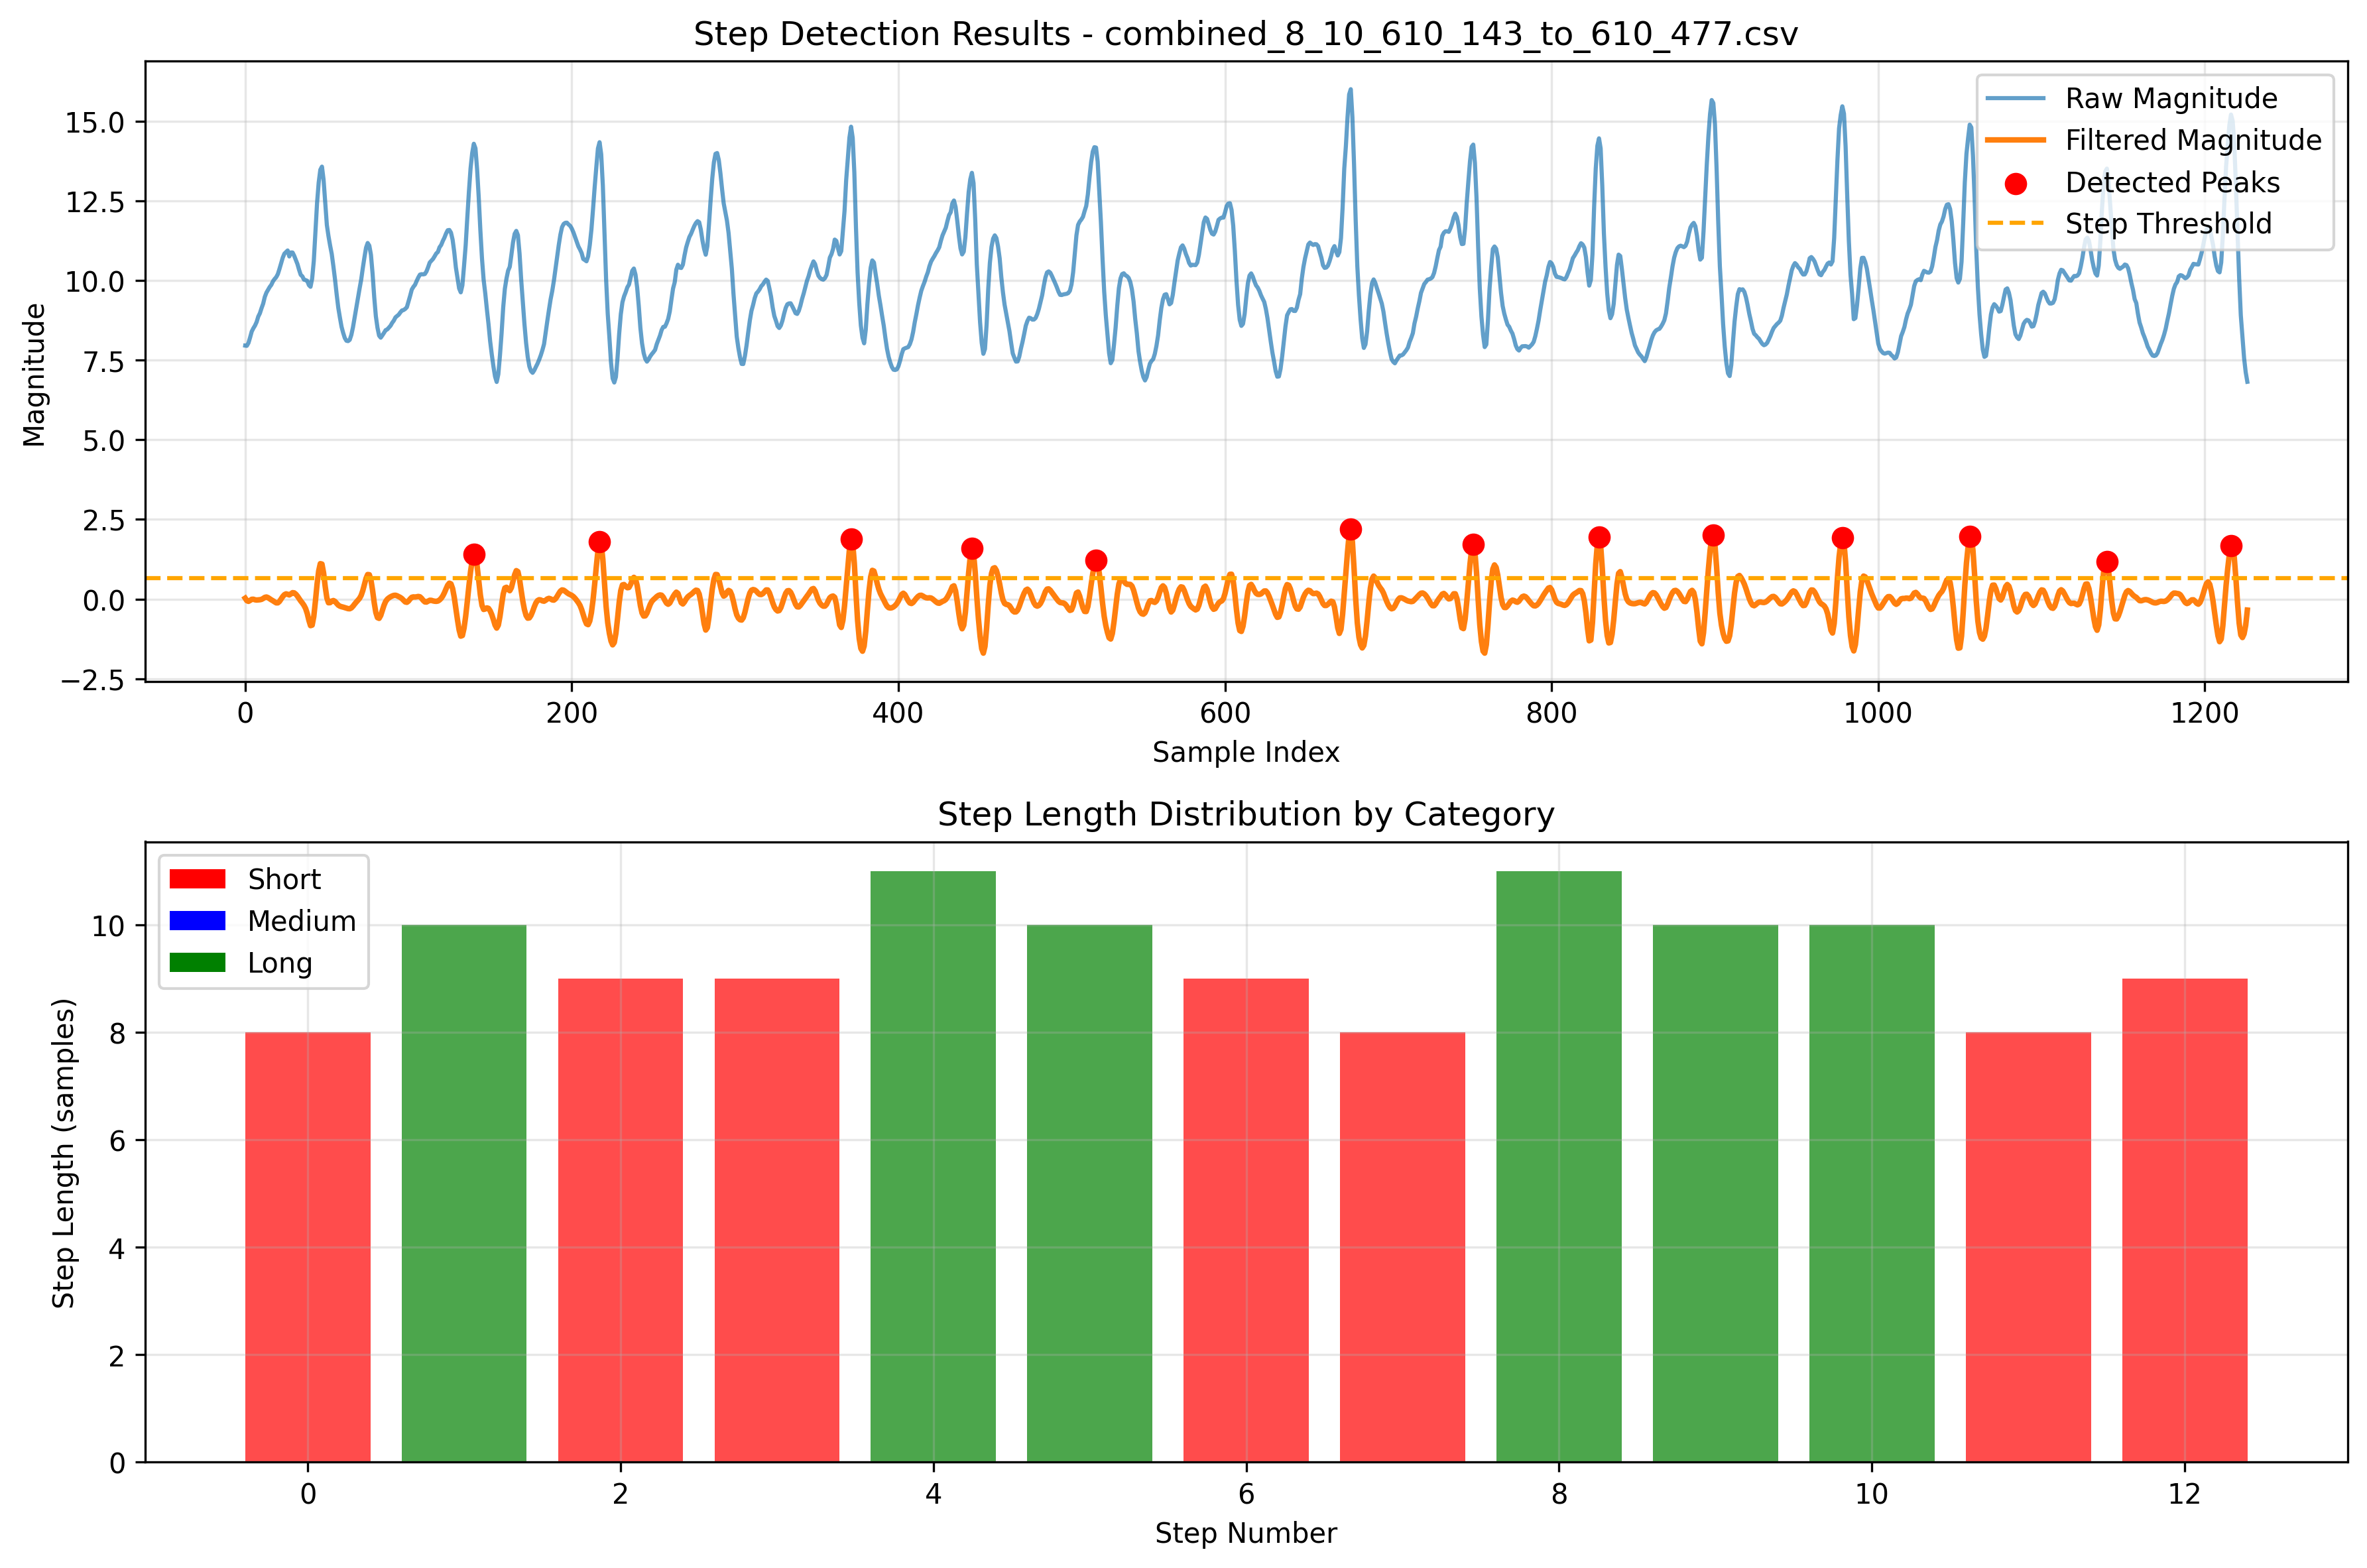 Step Detection Results - combined_8_10_610_143_to_610_477.csv
Magnitude
15.0
12.5
10.0
7.5
5.0
2.5
0.0
−2.5
Raw Magnitude
Filtered Magnitude
Detected Peaks
Step Threshold
0 200 400 600 800 1000 1200
Sample Index
Step Length Distribution by Category
Step Length (samples)
10
8
6
4
2
0
Short
Medium
Long
0 2 4 6 8 10 12
Step Number